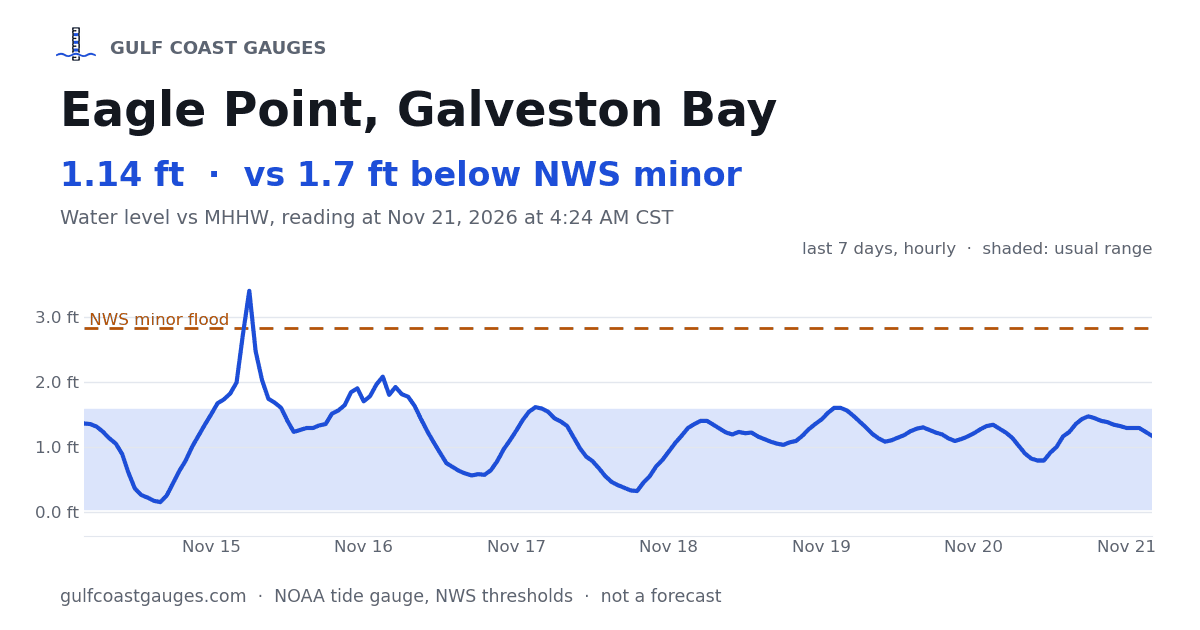 GULF COAST GAUGES
Eagle Point, Galveston Bay
1.14 ft · vs 1.7 ft below NWS minor
Water level vs MHHW, reading at Nov 21, 2026 at 4:24 AM CST
last 7 days, hourly · shaded: usual range
3.0 ft
NWS minor flood
2.0 ft
1.0 ft
0.0 ft
Nov 15 Nov 16 Nov 17 Nov 18 Nov 19 Nov 20 Nov 21
gulfcoastgauges.com · NOAA tide gauge, NWS thresholds · not a forecast